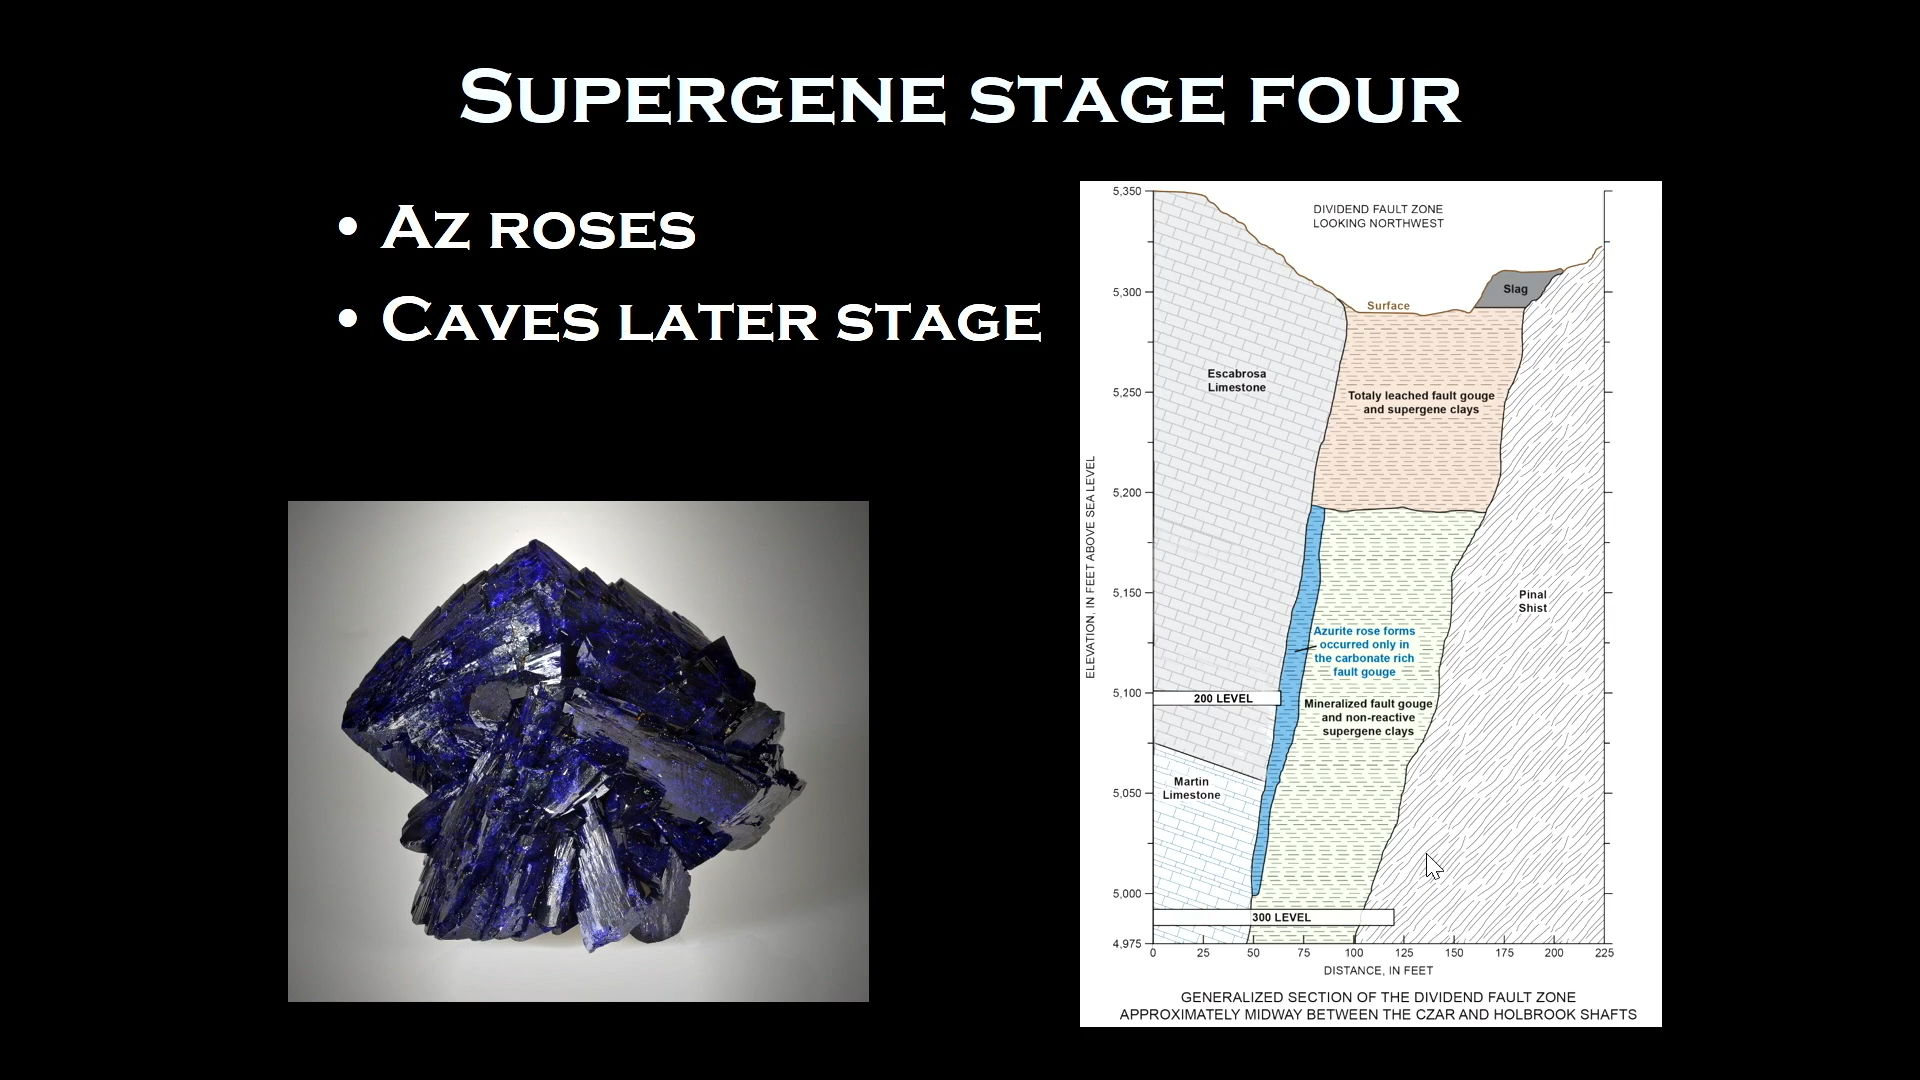 SUPERGENE STAGE FOUR
• AZ ROSES
• CAVES LATER STAGE
DIVIDEND FAULT ZONE
LOOKING NORTHWEST
5,350
5,300
5,250
5,200
5,150
5,100
5,050
5,000
4,975
ELEVATION, IN FEET ABOVE SEA LEVEL
Surface
Slag
Escabrosa
Limestone
Totaly leached fault gouge
and supergene clays
Pinal
Shist
Azurite rose forms
occurred only in
the carbonate rich
fault gouge
200 LEVEL
Mineralized fault gouge
and non-reactive
supergene clays
Martin
Limestone
300 LEVEL
0 25 50 75 100 125 150 175 200 225
DISTANCE, IN FEET
GENERALIZED SECTION OF THE DIVIDEND FAULT ZONE
APPROXIMATELY MIDWAY BETWEEN THE CZAR AND HOLBROOK SHAFTS